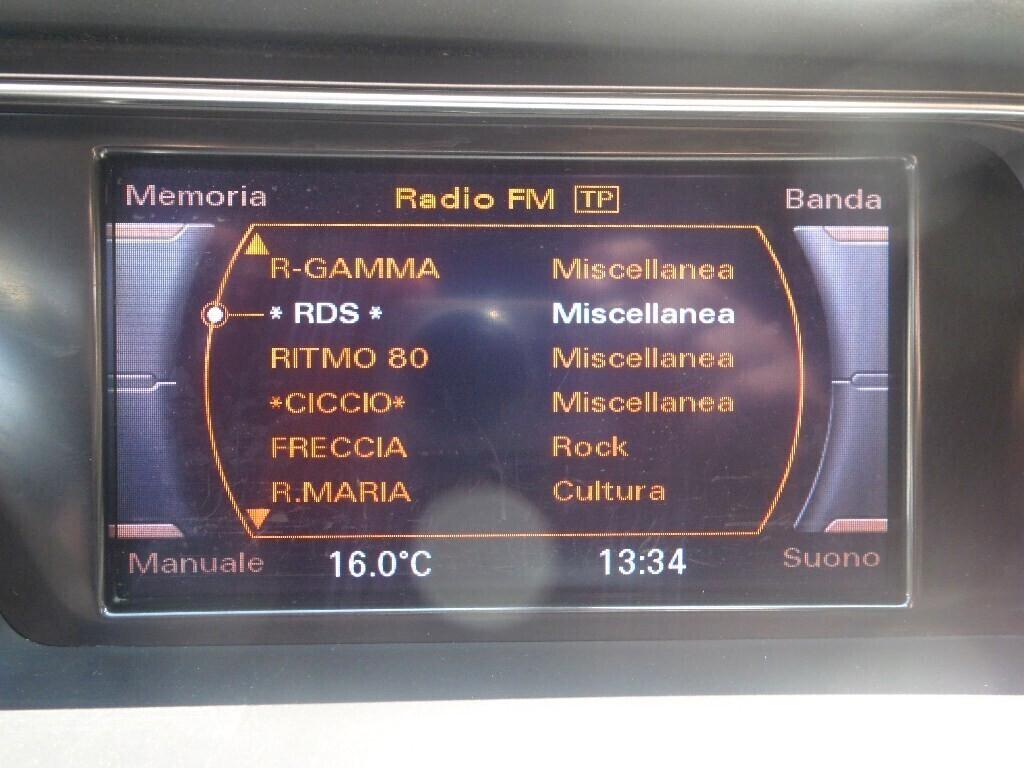 Memoria Radio FM TP Banda
R-GAMMA Miscellanea
* RDS * Miscellanea
RITMO 80 Miscellanea
*CICCIO* Miscellanea
FRECCIA Rock
R.MARIA Cultura
Manuale 16.0°C 13:34 Suono